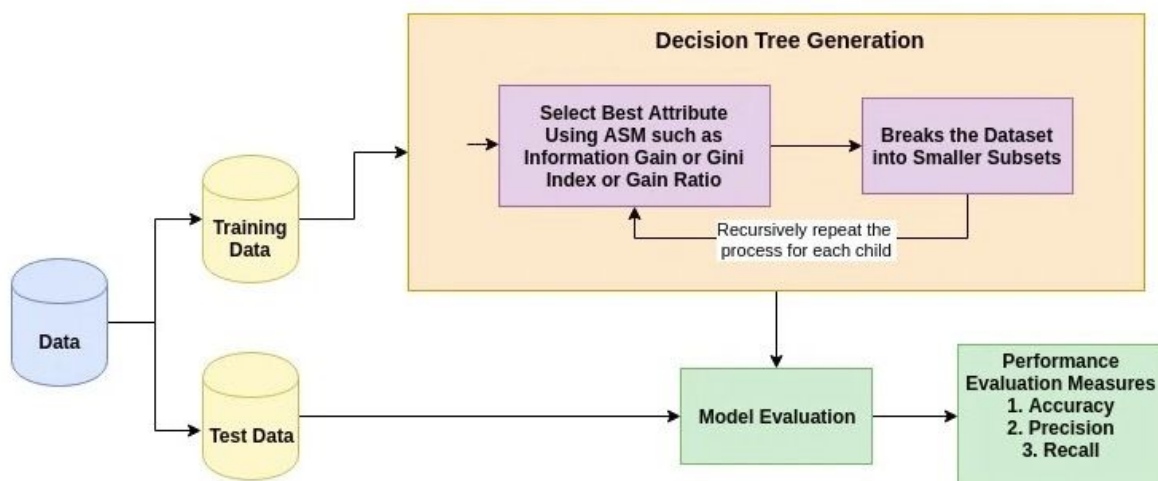 Decision Tree Generation
Select Best Attribute
Using ASM such as
Information Gain or Gini
Index or Gain Ratio
Breaks the Dataset
into Smaller Subsets
Recursively repeat the
process for each child
Training
Data
Data
Test Data
Model Evaluation
Performance
Evaluation Measures
1. Accuracy
2. Precision
3. Recall